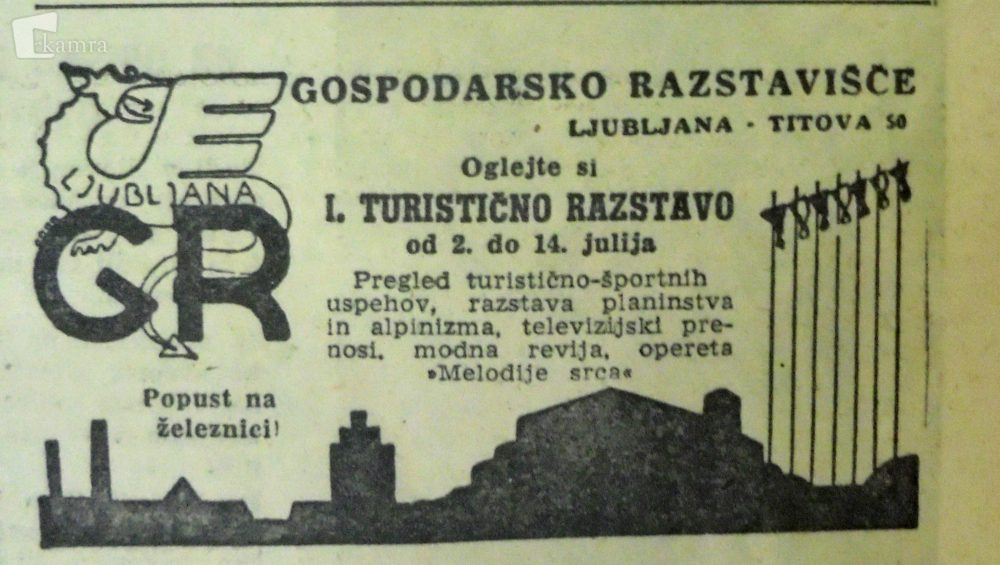 kamra
GOSPODARSKO RAZSTAVIŠČE
LJUBLJANA · TITOVA 50
LJUBLJANA
GR
Oglejte si
I. TURISTIČNO RAZSTAVO
od 2. do 14. julija
Pregled turistično-športnih
uspehov, razstava planinstva
in alpinizma, televizijski pre-
nosi, modna revija, opereta
»Melodije srca«
Popust na
železnici!